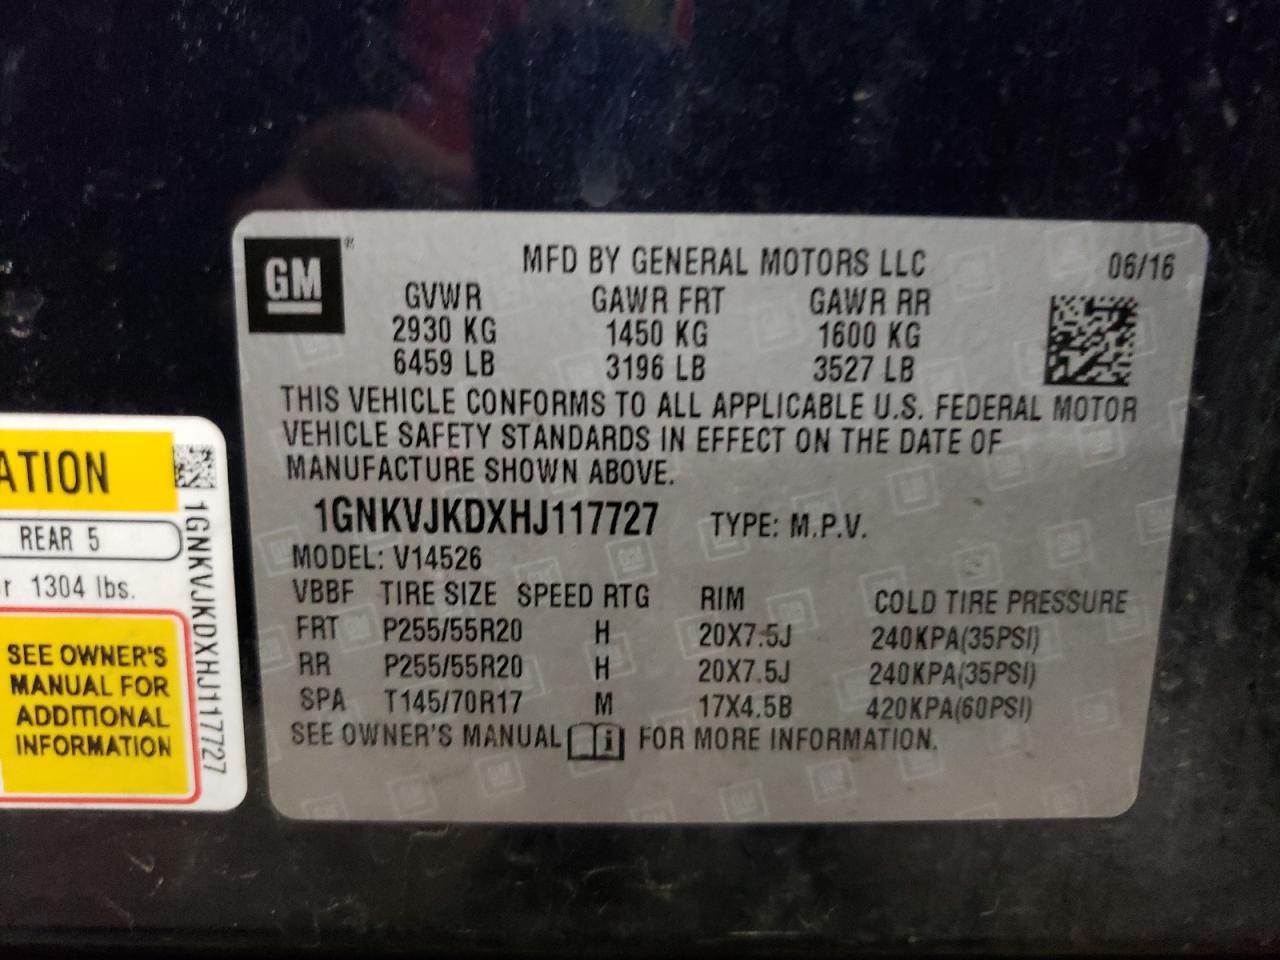 GM
®
MFD BY GENERAL MOTORS LLC 06/16
GVWR GAWR FRT GAWR RR
2930 KG 1450 KG 1600 KG
6459 LB 3196 LB 3527 LB
THIS VEHICLE CONFORMS TO ALL APPLICABLE U.S. FEDERAL MOTOR
VEHICLE SAFETY STANDARDS IN EFFECT ON THE DATE OF
MANUFACTURE SHOWN ABOVE.
1GNKVJKDXHJ117727 TYPE: M.P.V.
MODEL: V14526
VBBF TIRE SIZE SPEED RTG RIM COLD TIRE PRESSURE
FRT P255/55R20 H 20X7.5J 240KPA(35PSI)
RR P255/55R20 H 20X7.5J 240KPA(35PSI)
SPA T145/70R17 M 17X4.5B 420KPA(60PSI)
SEE OWNER'S MANUAL i FOR MORE INFORMATION.
ATION
REAR 5
r 1304 lbs.
SEE OWNER'S
MANUAL FOR
ADDITIONAL
INFORMATION
1GNKVJKDXHJ117727